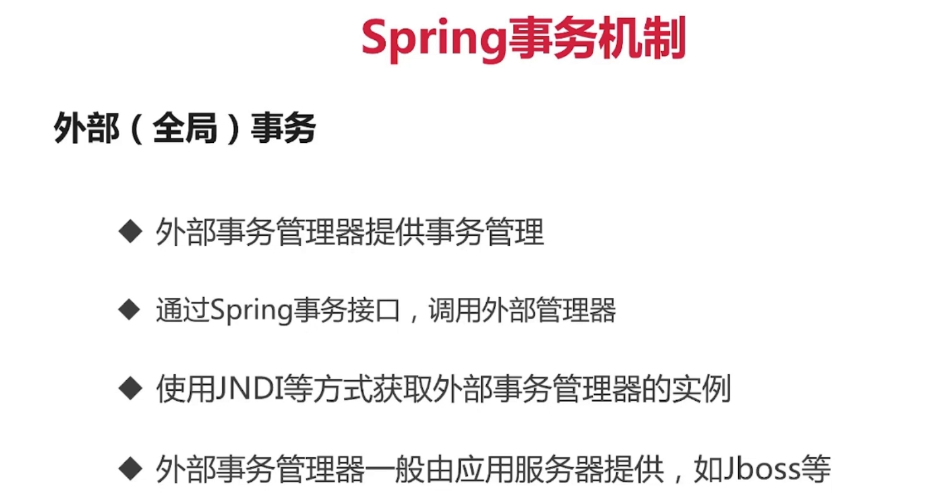 Spring事务机制
外部（全局）事务
◆ 外部事务管理器提供事务管理
◆ 通过Spring事务接口，调用外部管理器
◆ 使用JNDI等方式获取外部事务管理器的实例
◆ 外部事务管理器一般由应用服务器提供，如Jboss等